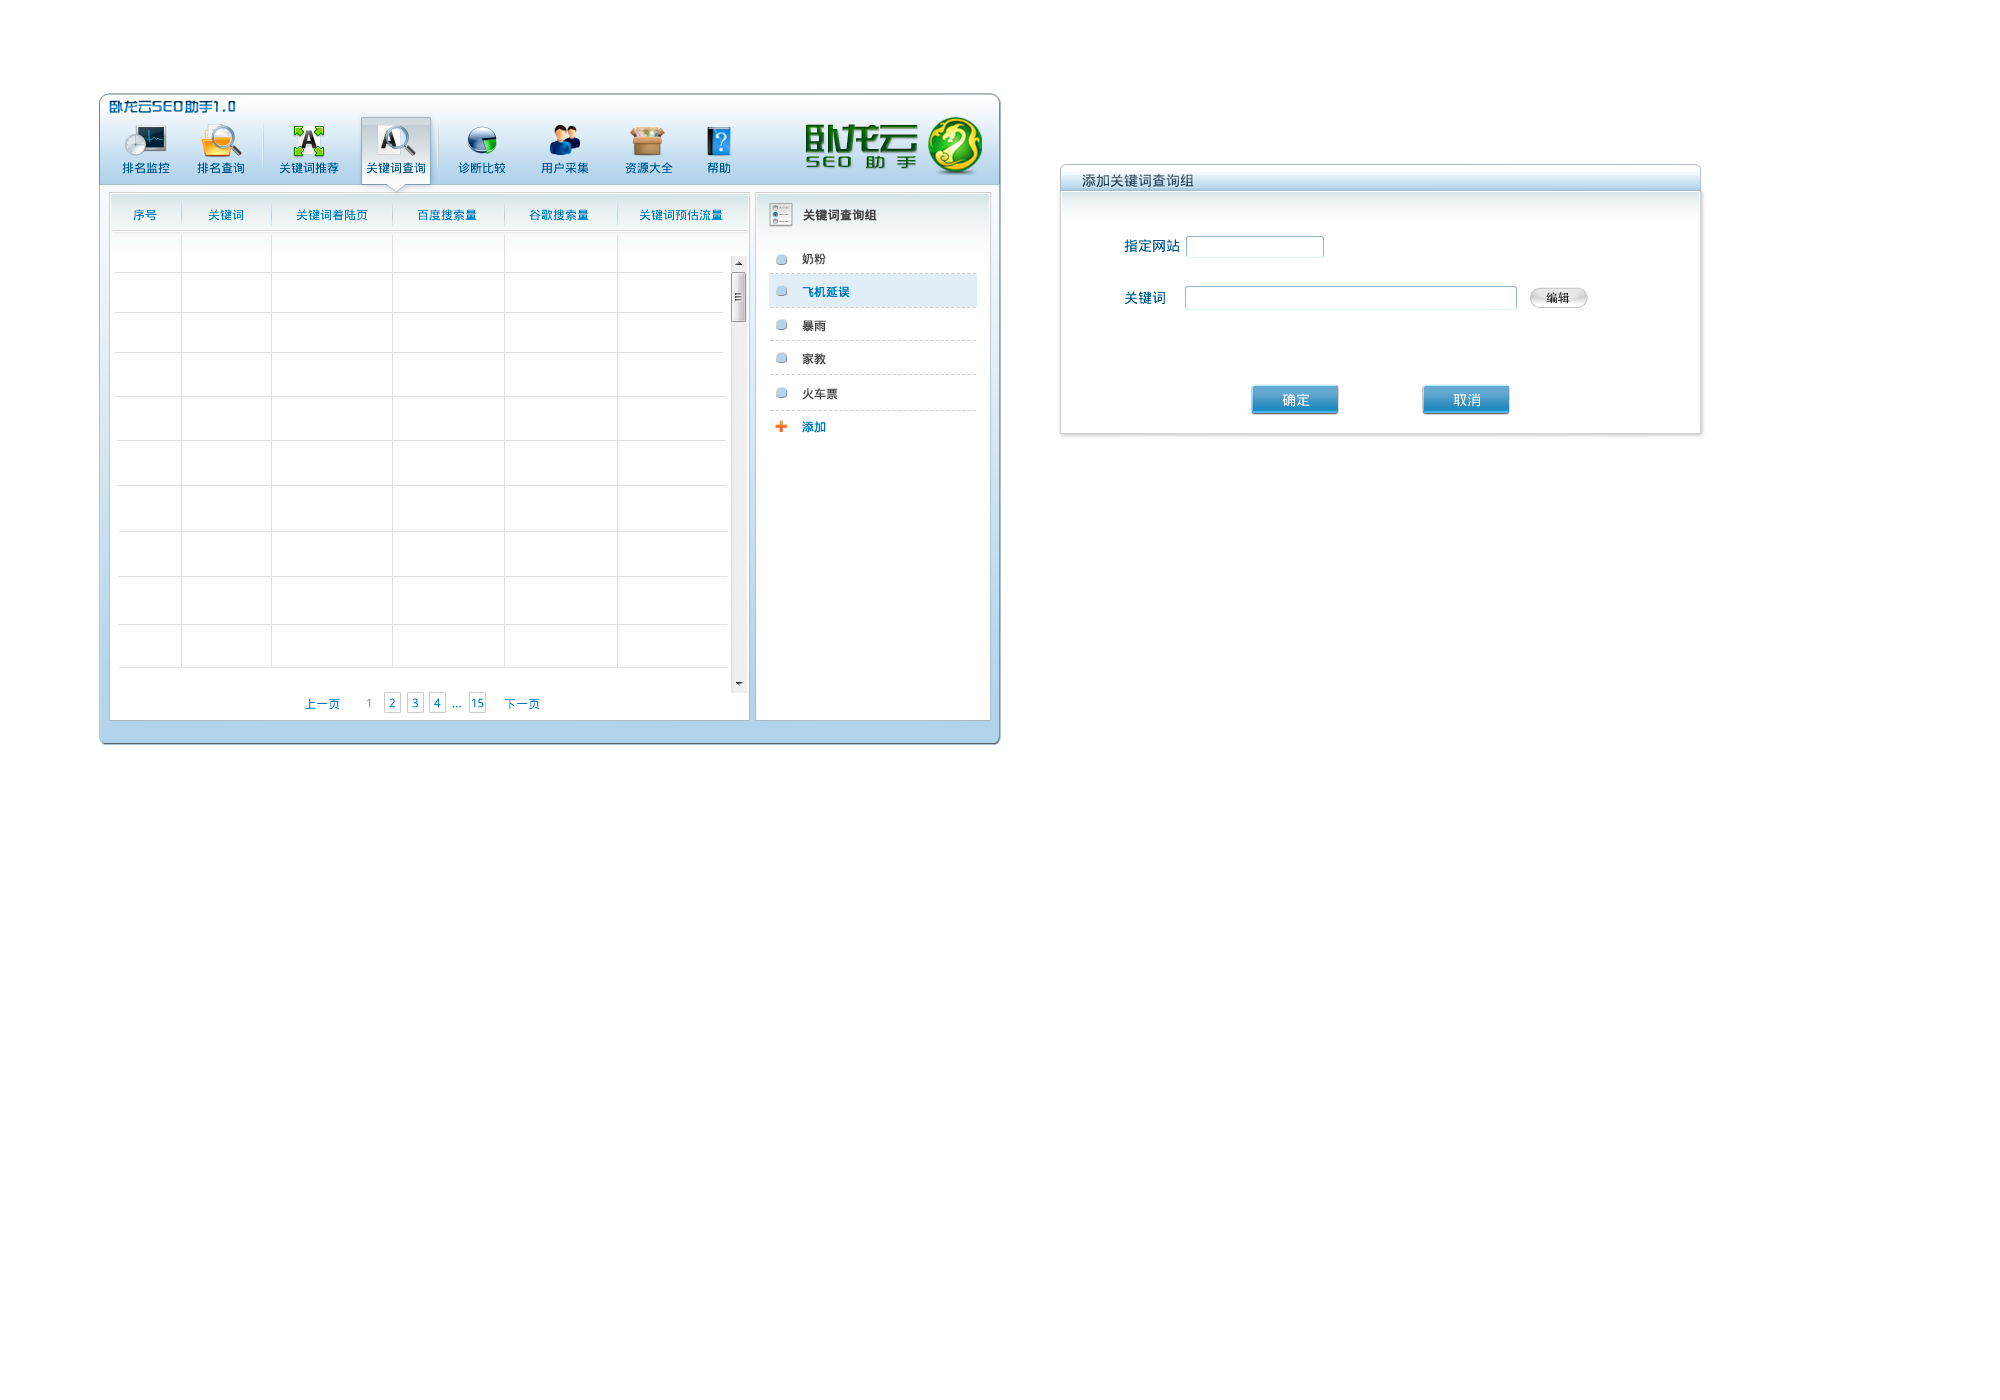 卧龙云SEO助手1.0
排名监控 排名查询 关键词推荐 关键词查询 诊断比较 用户采集 资源大全 帮助
卧龙云
SEO 助手
序号 关键词 关键词着陆页 百度搜索量 谷歌搜索量 关键词预估流量
关键词查询组
奶粉
飞机延误
暴雨
家教
火车票
添加
上一页 1 2 3 4 ... 15 下一页
添加关键词查询组
指定网站
关键词 编辑
确定 取消